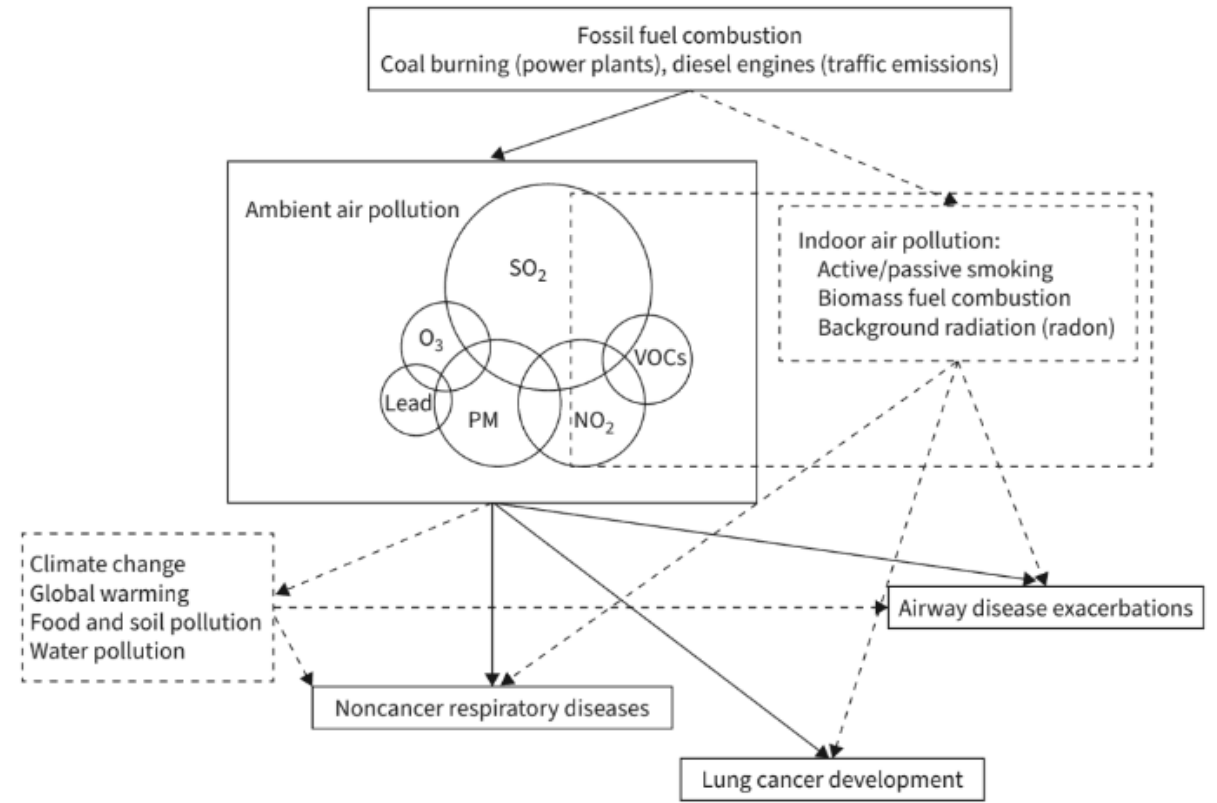 Fossil fuel combustion
Coal burning (power plants), diesel engines (traffic emissions)
Ambient air pollution
SO₂
O₃
VOCs
Lead
PM
NO₂
Indoor air pollution:
Active/passive smoking
Biomass fuel combustion
Background radiation (radon)
Climate change
Global warming
Food and soil pollution
Water pollution
Airway disease exacerbations
Noncancer respiratory diseases
Lung cancer development